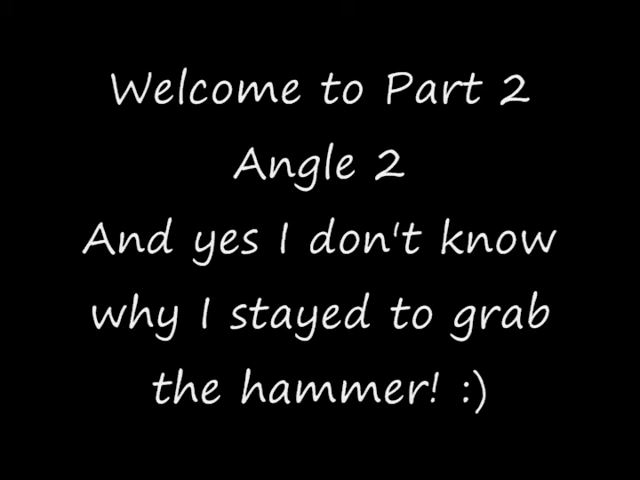 Welcome to Part 2
Angle 2
And yes I don't know
why I stayed to grab
the hammer! :)